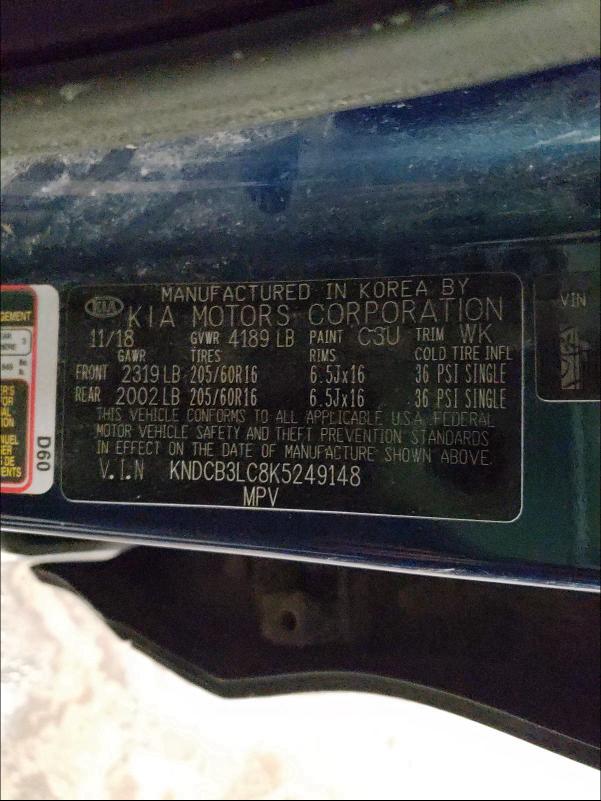 MANUFACTURED IN KOREA BY
KIA KIA MOTORS CORPORATION
11/18 GVWR 4189 LB PAINT CSU TRIM WK
GAWR TIRES RIMS COLD TIRE INFL
FRONT 2319 LB 205/60R16 6.5Jx16 36 PSI SINGLE
REAR 2002 LB 205/60R16 6.5Jx16 36 PSI SINGLE
THIS VEHICLE CONFORMS TO ALL APPLICABLE U.S.A. FEDERAL
MOTOR VEHICLE SAFETY AND THEFT PREVENTION STANDARDS
IN EFFECT ON THE DATE OF MANUFACTURE SHOWN ABOVE.
V.I.N KNDCB3LC8K5249148
MPV
D60
VIN